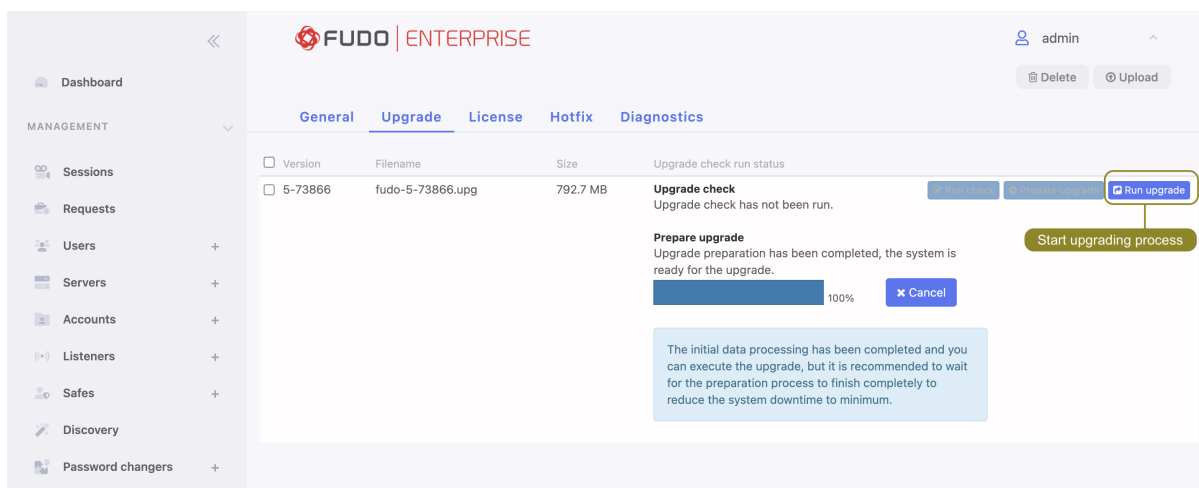 FUDO ENTERPRISE
admin
Delete
Upload
Dashboard
MANAGEMENT
Sessions
Requests
Users +
Servers +
Accounts +
Listeners +
Safes +
Discovery
Password changers +
General Upgrade License Hotfix Diagnostics
Version Filename Size Upgrade check run status
5-73866 fudo-5-73866.upg 792.7 MB
Upgrade check
Upgrade check has not been run.
Run check Prepare upgrade Run upgrade
Start upgrading process
Prepare upgrade
Upgrade preparation has been completed, the system is
ready for the upgrade.
100%
Cancel
The initial data processing has been completed and you
can execute the upgrade, but it is recommended to wait
for the preparation process to finish completely to
reduce the system downtime to minimum.